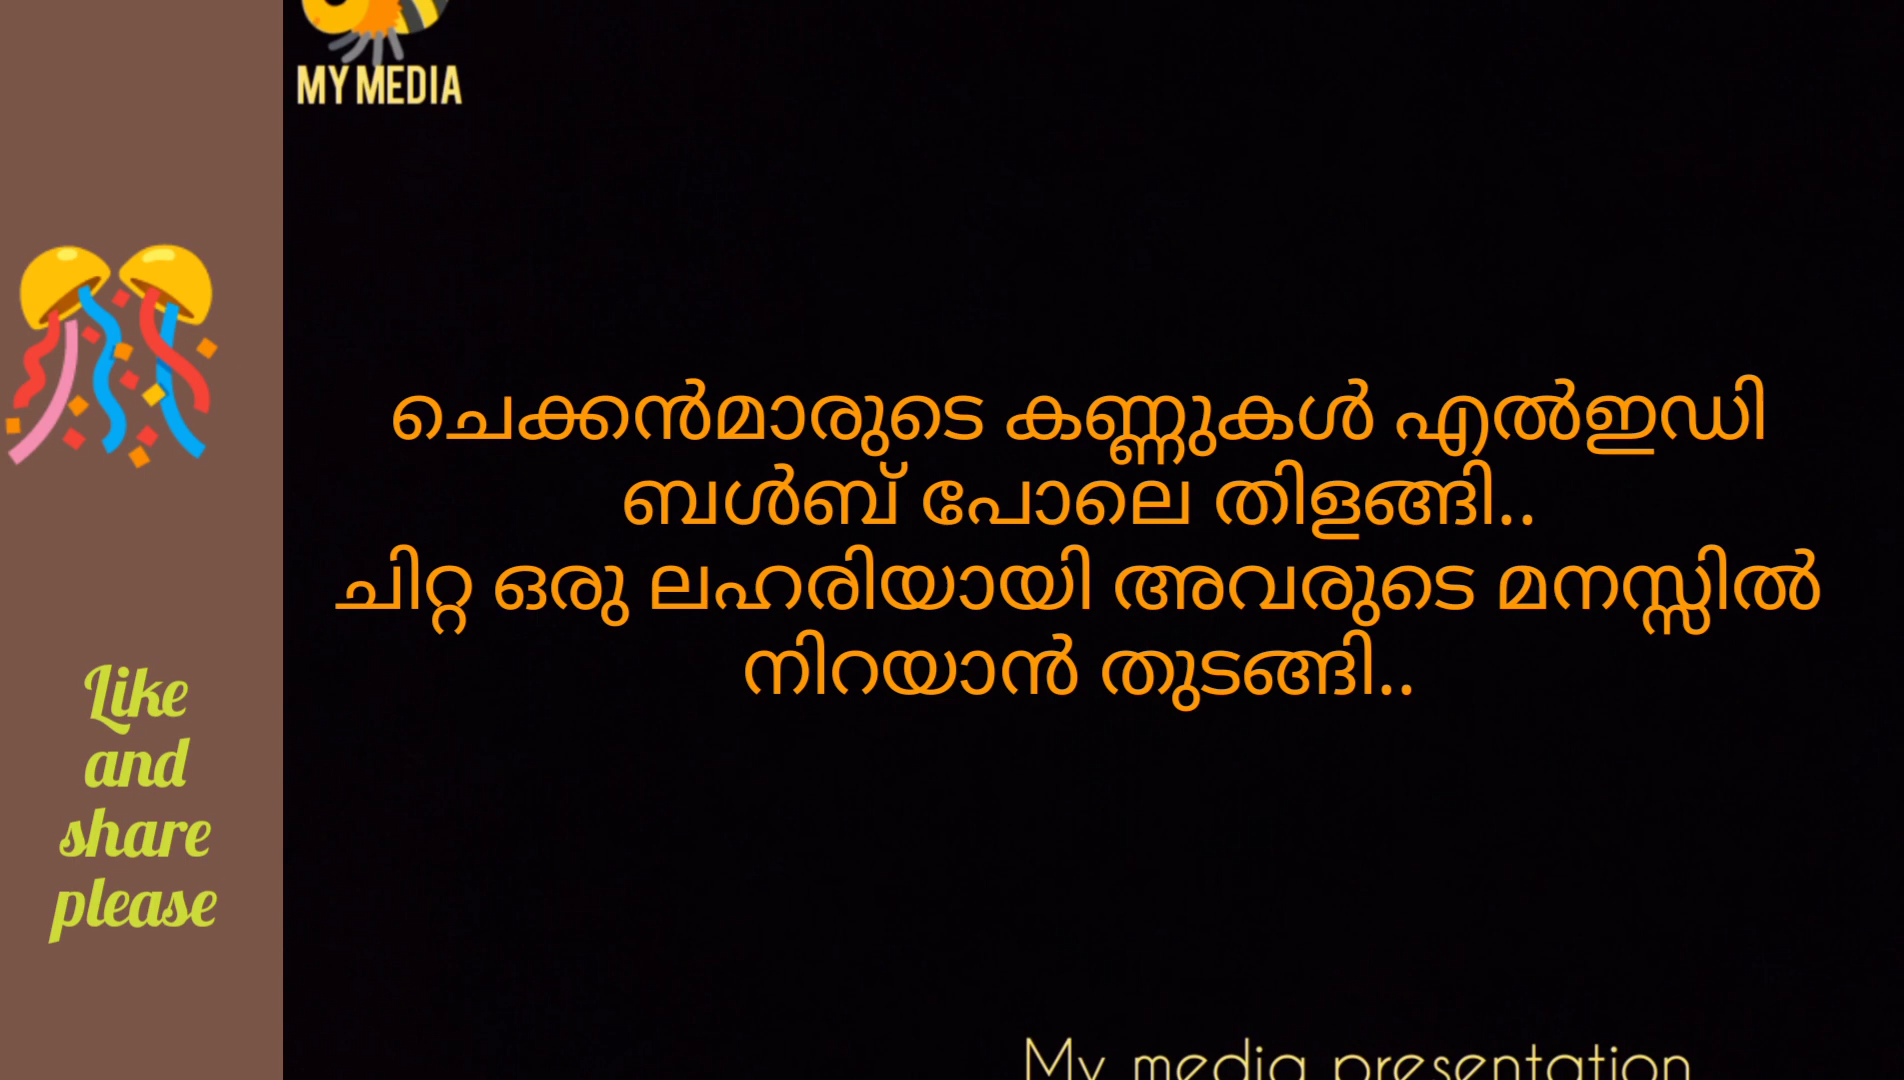 MY MEDIA
ചെക്കൻമാരുടെ കണ്ണുകൾ എൽഇഡി
ബൾബ് പോലെ തിളങ്ങി..
ചിറ്റ ഒരു ലഹരിയായി അവരുടെ മനസ്സിൽ
നിറയാൻ തുടങ്ങി..
Like
and
share
please
My media presentation